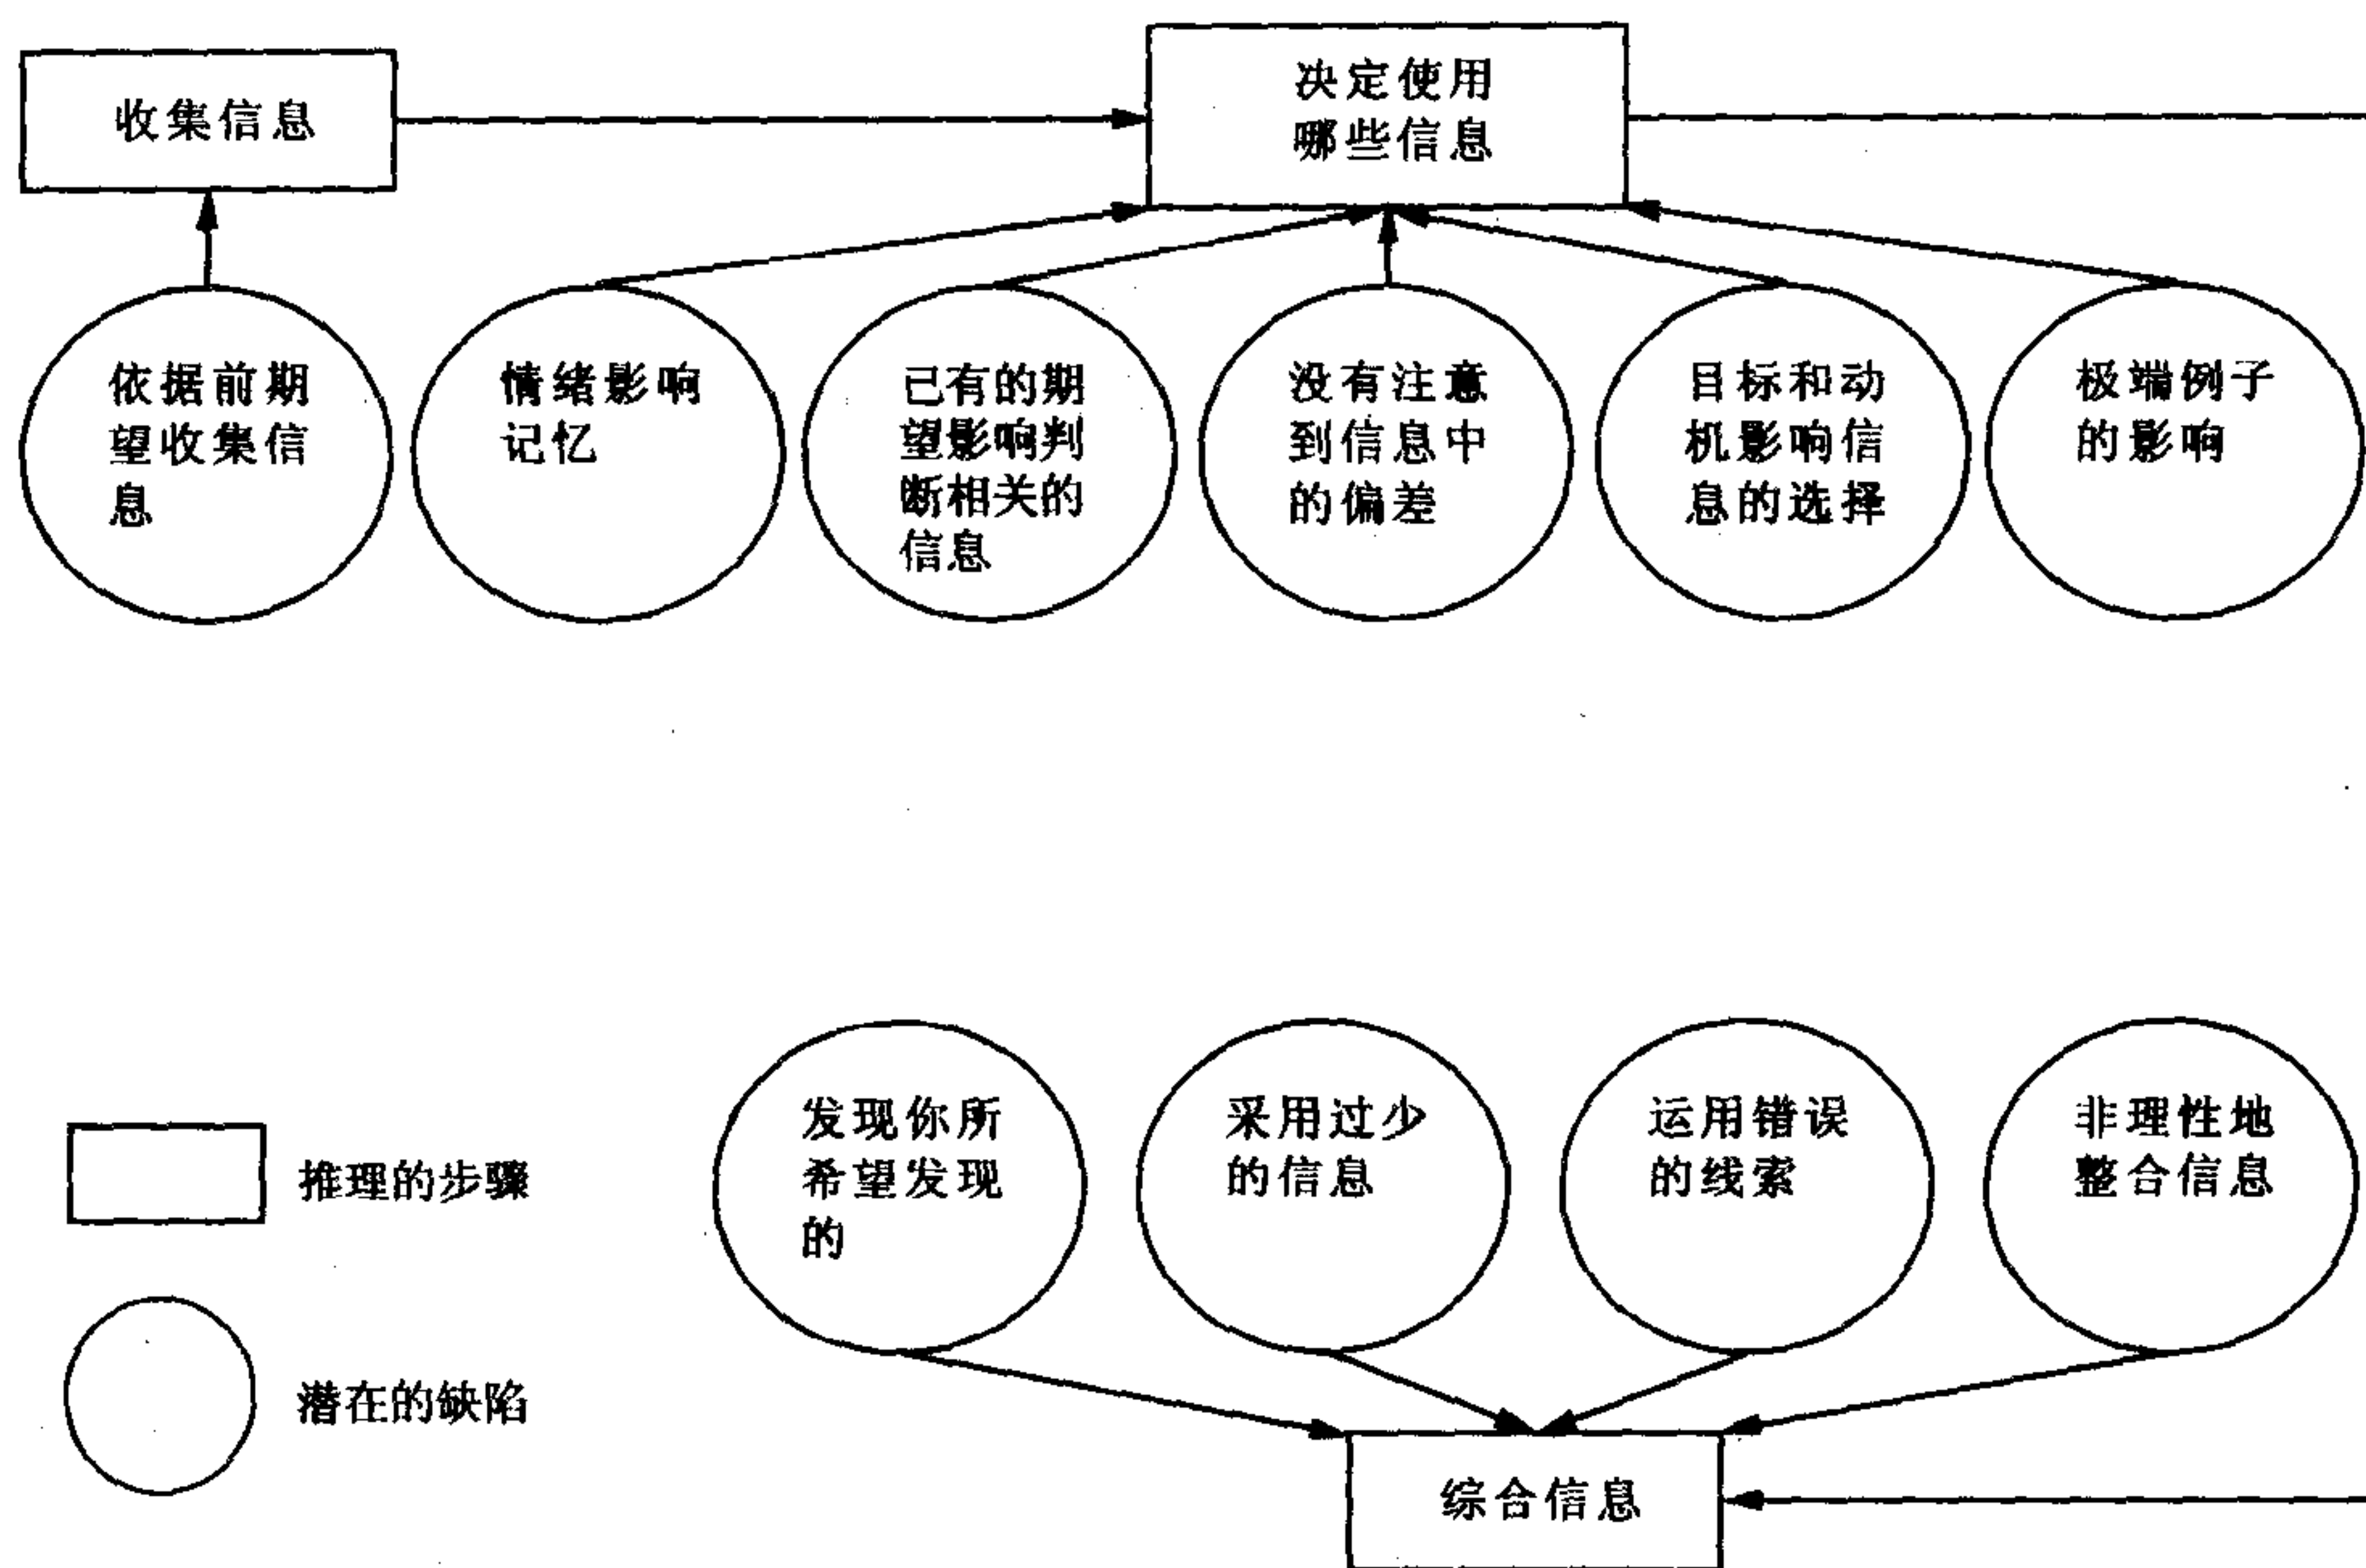 收集信息
决定使用
哪些信息
依据前期
望收集信
息
情绪影响
记忆
已有的期
望影响判
断相关的
信息
没有注意
到信息中
的偏差
目标和动
机影响信
息的选择
极端例子
的影响
发现你所
希望发现
的
采用过少
的信息
运用错误
的线索
非理性地
整合信息
推理的步骤
潜在的缺陷
综合信息